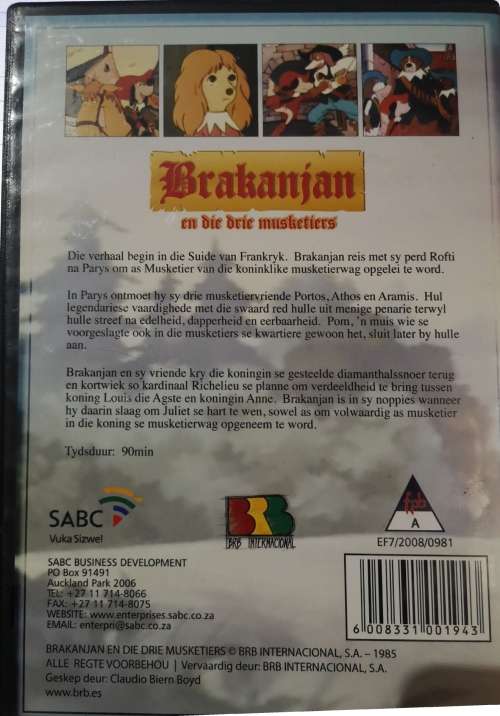 Brakanjan
en die drie musketiers
Die verhaal begin in die Suide van Frankryk. Brakanjan reis met sy perd Rofti
na Parys om as Musketier van die koninklike musketierwag opgelei te word.
In Parys ontmoet hy sy drie musketiervriende Portos, Athos en Aramis. Hul
legendariese vaardighede met die swaard red hulle uit menige penarie terwyl
hulle streef na edelheid, dapperheid en eerbaarheid. Pom, 'n muis wie se
voorgeslagte ook in die musketiers se kwartiere gewoon het, sluit later by hulle
aan.
Brakanjan en sy vriende kry die koningin se gesteelde diamanthalssnoer terug
en kortwiek so kardinaal Richelieu se planne om verdeeldheid te bring tussen
koning Louis die Agste en koningin Anne. Brakanjan is in sy noppies wanneer
hy daarin slaag om Juliet se hart te wen, sowel as om volwaardig as musketier
in die koning se musketierwag opgeneem te word.
Tydsduur: 90min
SABC
Vuka Sizwe!
BRB
BRB INTERNACIONAL
fpb
A
EF7/2008/0981
SABC BUSINESS DEVELOPMENT
PO Box 91491
Auckland Park 2006
TEL: +27 11 714-8066
FAX: +27 11 714-8075
WEBSITE: www.enterprises.sabc.co.za
EMAIL: enterpri@sabc.co.za
6 008331 001943
BRAKANJAN EN DIE DRIE MUSKETIERS © BRB INTERNACIONAL, S.A. – 1985
ALLE REGTE VOORBEHOU | Vervaardig deur: BRB INTERNACIONAL, S.A.
Geskep deur: Claudio Biern Boyd
www.brb.es